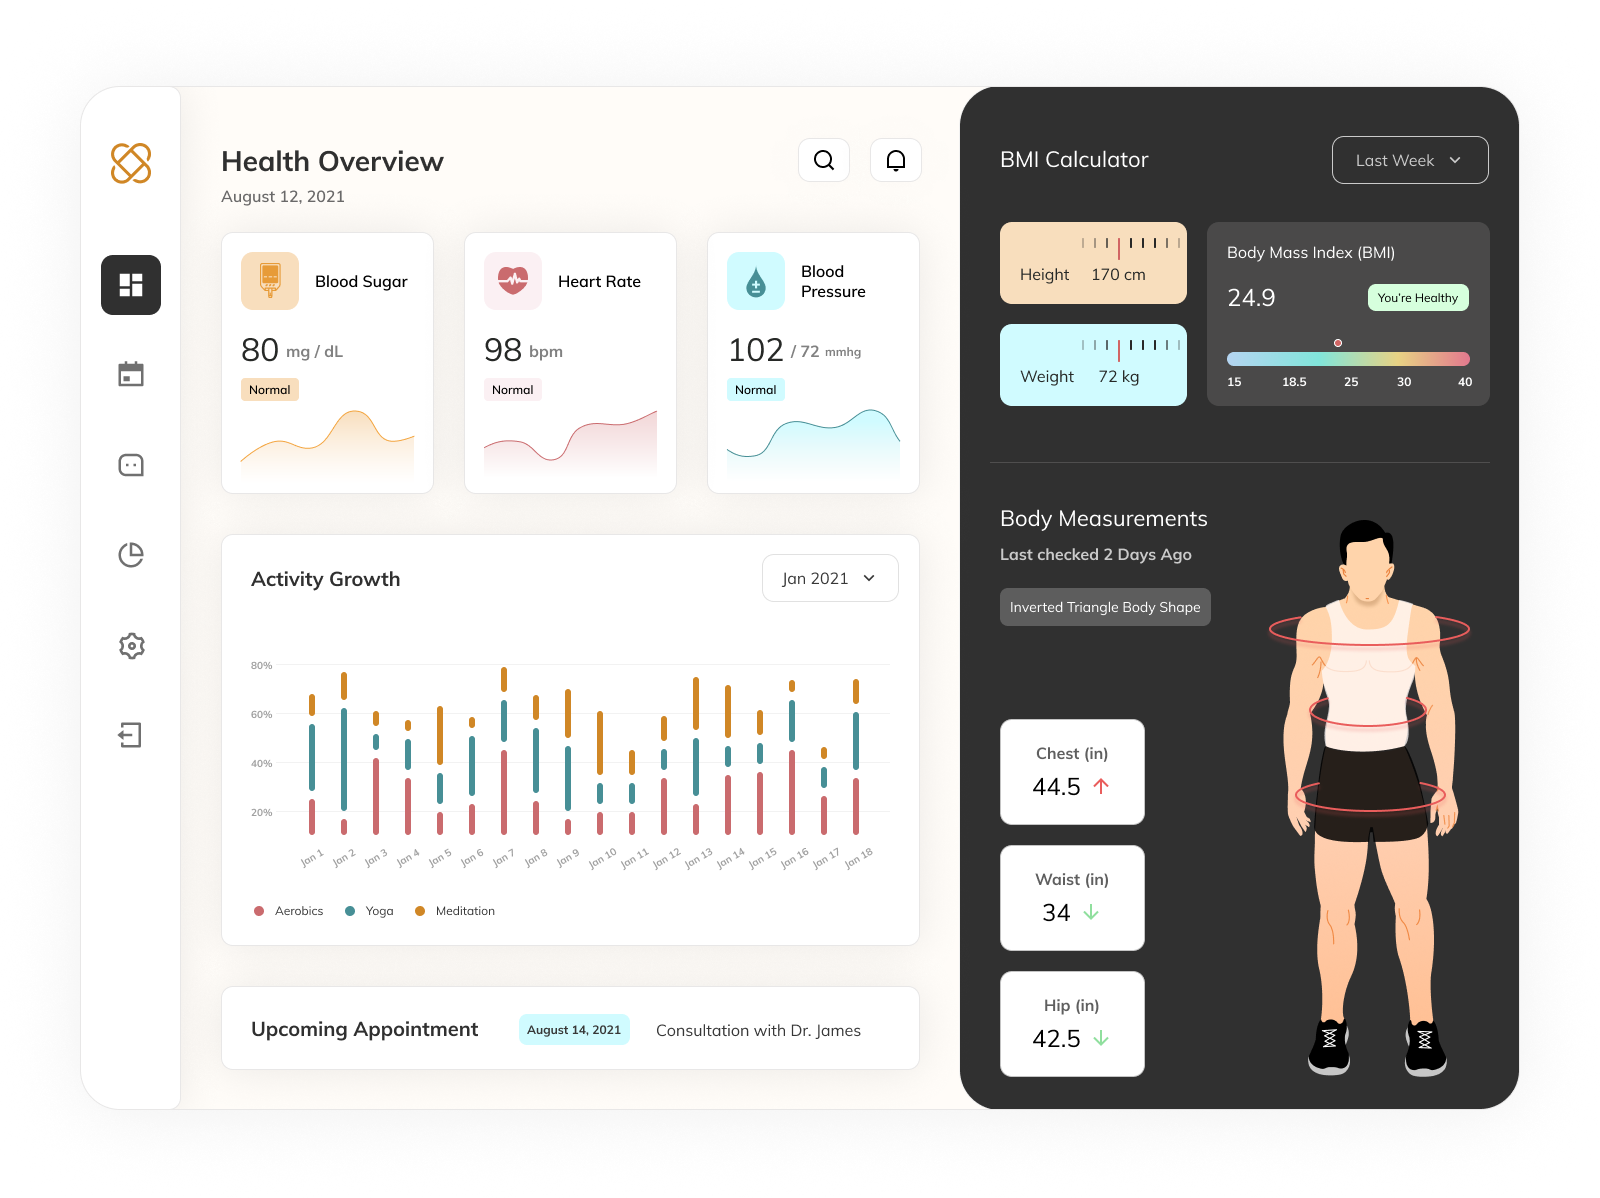 Health Overview
August 12, 2021
Blood Sugar
80 mg / dL
Normal
Heart Rate
98 bpm
Normal
Blood
Pressure
102 / 72 mmhg
Normal
Activity Growth
Jan 2021
80%
60%
40%
20%
Jan 1 Jan 2 Jan 3 Jan 4 Jan 5 Jan 6 Jan 7 Jan 8 Jan 9 Jan 10 Jan 11 Jan 12 Jan 13 Jan 14 Jan 15 Jan 16 Jan 17 Jan 18
Aerobics Yoga Meditation
Upcoming Appointment August 14, 2021 Consultation with Dr. James
BMI Calculator
Last Week
Height 170 cm
Weight 72 kg
Body Mass Index (BMI)
24.9 You're Healthy
15 18.5 25 30 40
Body Measurements
Last checked 2 Days Ago
Inverted Triangle Body Shape
Chest (in)
44.5
Waist (in)
34
Hip (in)
42.5